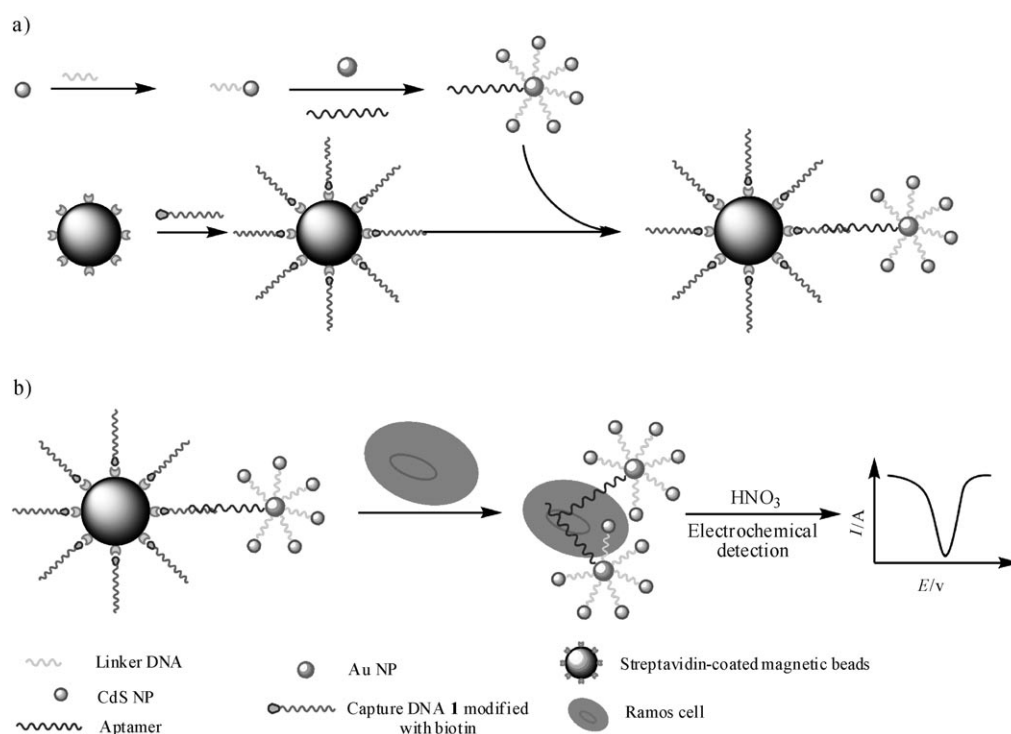 a)
b)
HNO3
Electrochemical
detection
I/A
E/v
Linker DNA
CdS NP
Aptamer
Au NP
Capture DNA 1 modified
with biotin
Streptavidin-coated magnetic beads
Ramos cell